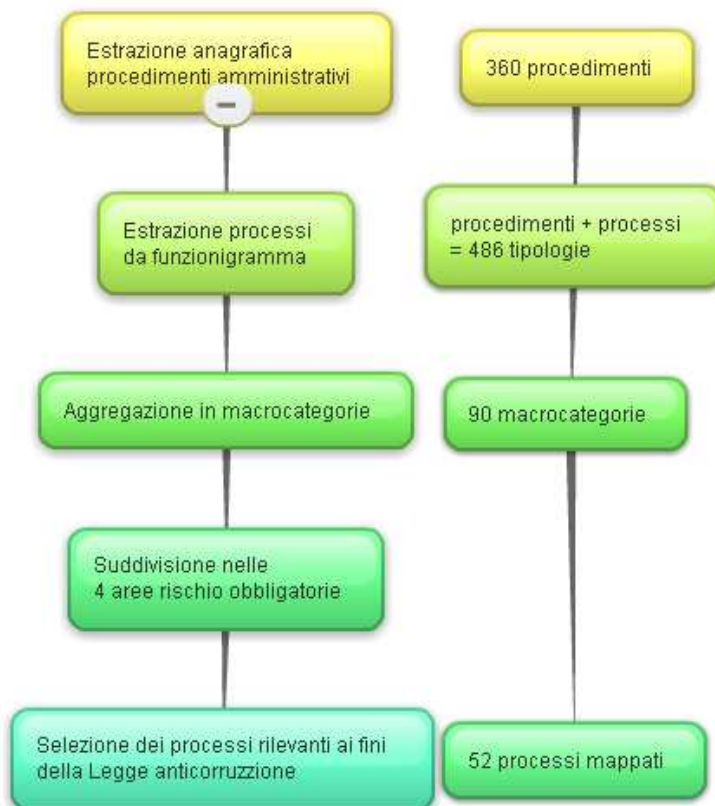 Estrazione anagrafica
procedimenti amministrativi
360 procedimenti
Estrazione processi
da funzionigramma
procedimenti + processi
= 486 tipologie
Aggregazione in macrocategorie
90 macrocategorie
Suddivisione nelle
4 aree rischio obbligatorie
Selezione dei processi rilevanti ai fini
della Legge anticorruzione
52 processi mappati